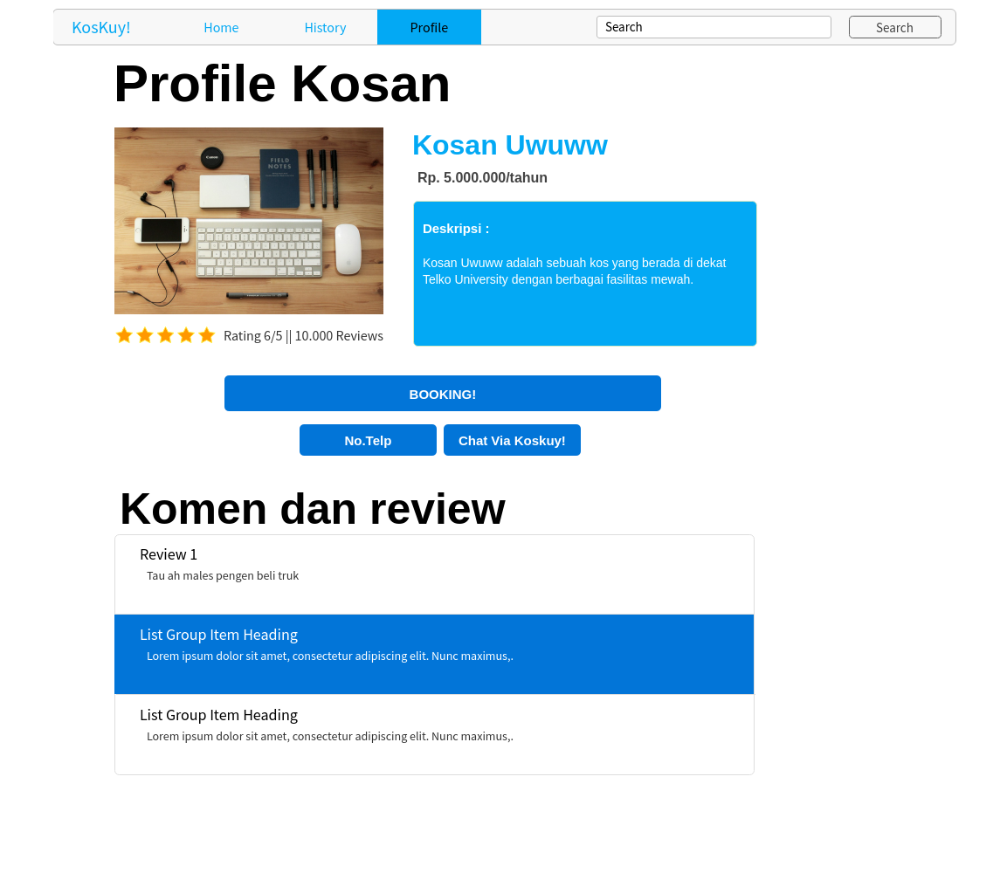 KosKuy! Home History Profile Search Search
Profile Kosan
Canon
FIELD
NOTES
Kosan Uwuww
Rp. 5.000.000/tahun
Deskripsi :
Kosan Uwuww adalah sebuah kos yang berada di dekat
Telko University dengan berbagai fasilitas mewah.
Rating 6/5 || 10.000 Reviews
BOOKING!
No.Telp Chat Via Koskuy!
Komen dan review
Review 1
Tau ah males pengen beli truk
List Group Item Heading
Lorem ipsum dolor sit amet, consectetur adipiscing elit. Nunc maximus,.
List Group Item Heading
Lorem ipsum dolor sit amet, consectetur adipiscing elit. Nunc maximus,.